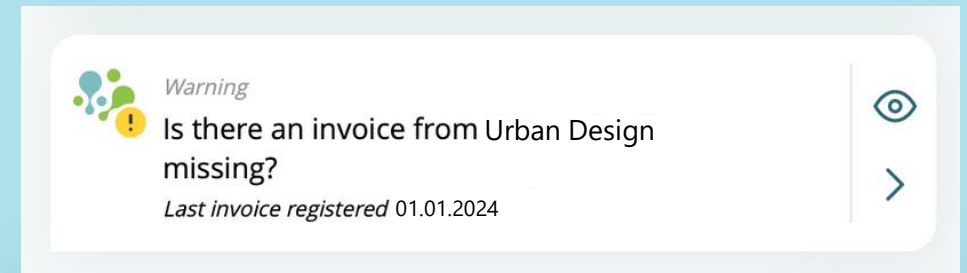 Warning
Is there an invoice from Urban Design
missing?
Last invoice registered 01.01.2024